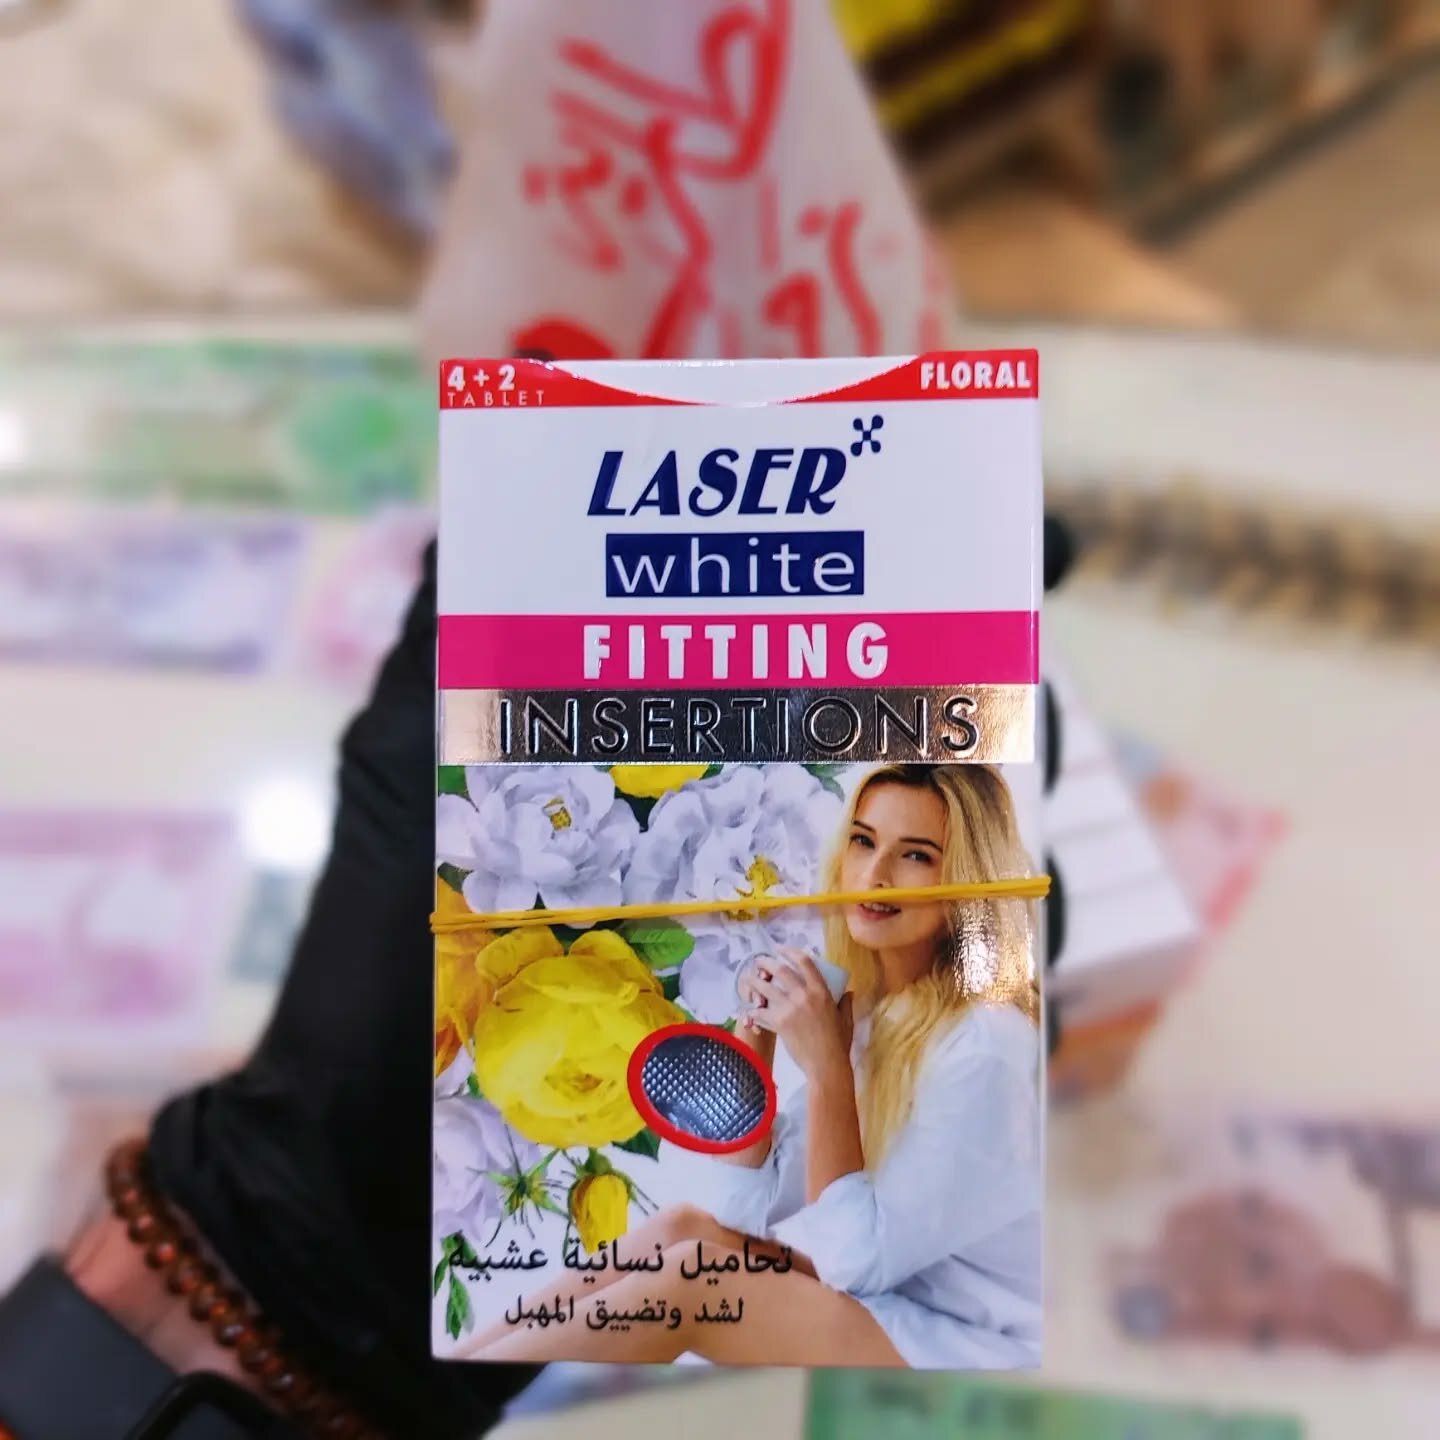 4 + 2
TABLET
FLORAL
LASER
white
FITTING
INSERTIONS
تحاميل نسائية عشبية
لشد وتضييق المهبل